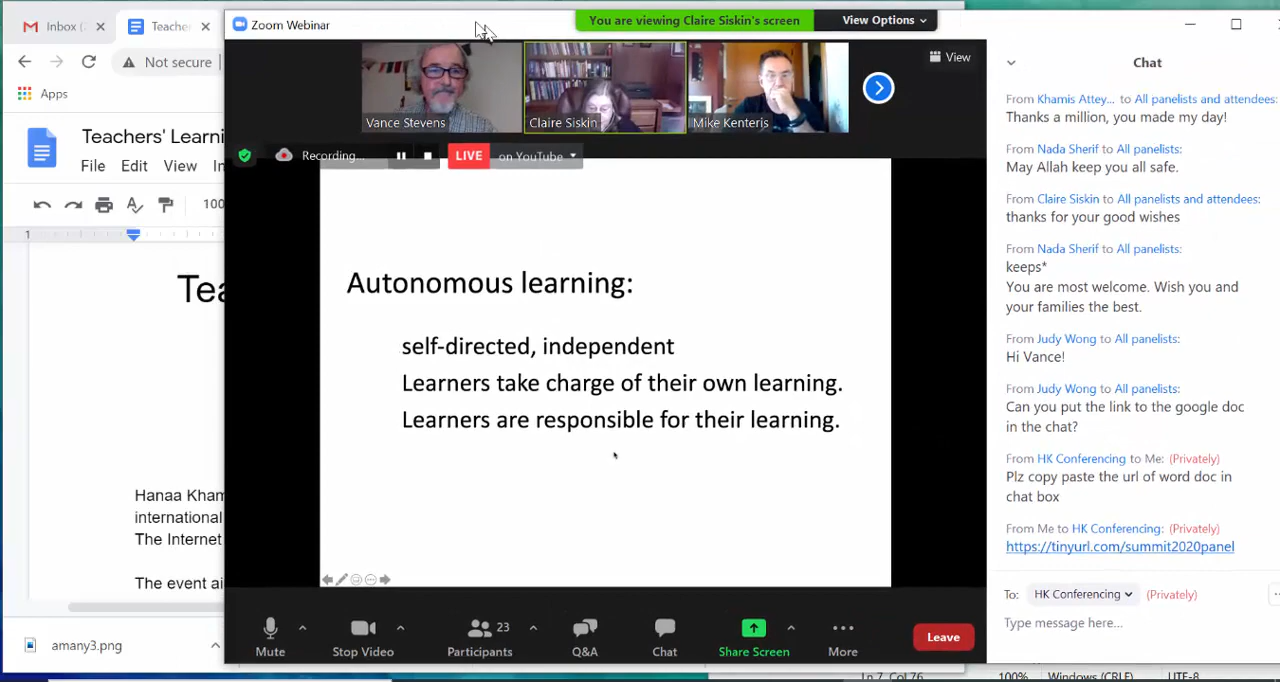 Inbox (
Teache
Zoom Webinar
You are viewing Claire Siskin's screen
View Options
Not secure
Apps
Vance Stevens
Claire Siskin
Mike Kenteris
View
Teachers' Learni
File Edit View In
Recording...
LIVE
on YouTube
100
1
Tea
Autonomous learning:
self-directed, independent
Learners take charge of their own learning.
Learners are responsible for their learning.
Hanaa Kham
international
The Internet
The event ai
amany3.png
Mute
Stop Video
23
Participants
Q&A
Chat
Share Screen
More
Leave
Chat
From Khamis Attey... to All panelists and attendees:
Thanks a million, you made my day!
From Nada Sherif to All panelists:
May Allah keep you all safe.
From Claire Siskin to All panelists and attendees:
thanks for your good wishes
From Nada Sherif to All panelists:
keeps*
You are most welcome. Wish you and
your families the best.
From Judy Wong to All panelists:
Hi Vance!
From Judy Wong to All panelists:
Can you put the link to the google doc
in the chat?
From HK Conferencing to Me: (Privately)
Plz copy paste the url of word doc in
chat box
From Me to HK Conferencing: (Privately)
https://tinyurl.com/summit2020panel
To: HK Conferencing (Privately)
Type message here...
Ln 7, Col 76
100%
Windows (CRLF)
UTF-8